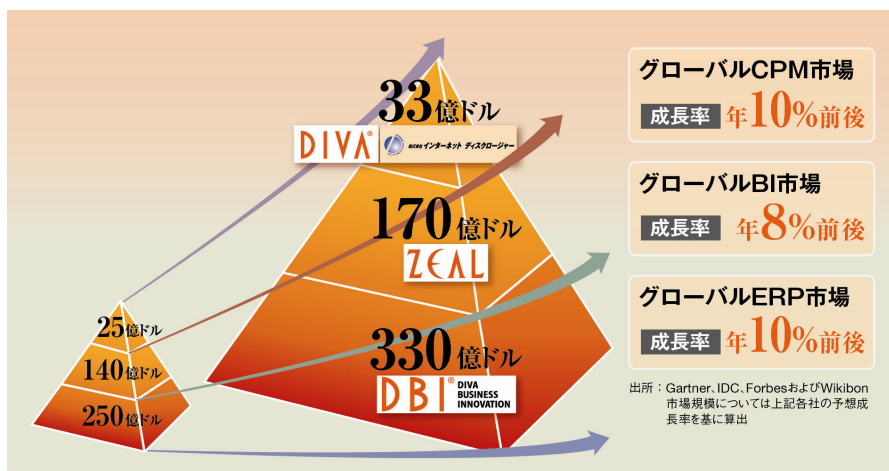 33億ドル
DIVA®
株式会社 インターネット ディスクロージャー
170億ドル
ZEAL
330億ドル
DBI® DIVA
BUSINESS
INNOVATION
25億ドル
140億ドル
250億ドル
グローバルCPM市場
成長率 年10%前後
グローバルBI市場
成長率 年8%前後
グローバルERP市場
成長率 年10%前後
出所：Gartner、IDC、ForbesおよびWikibon
市場規模については上記各社の予想成
長率を基に算出